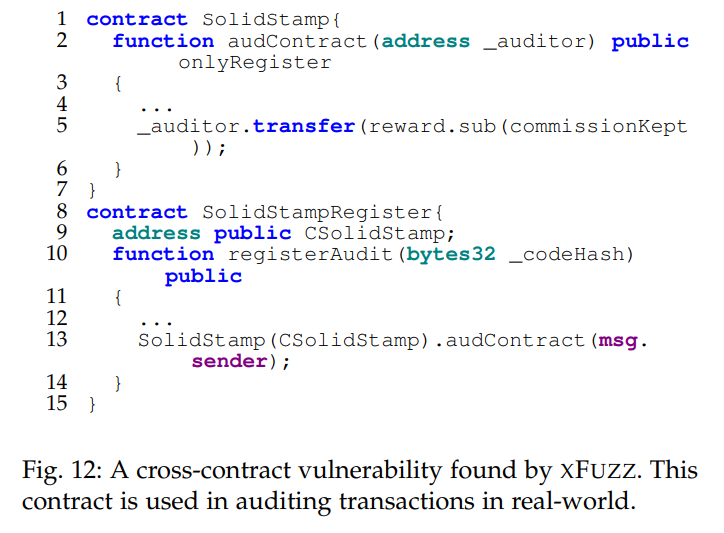 1 contract SolidStamp{
2 function audContract(address _auditor) public
onlyRegister
3 {
4 ...
5 _auditor.transfer(reward.sub(commissionKept
));
6 }
7 }
8 contract SolidStampRegister{
9 address public CSolidStamp;
10 function registerAudit(bytes32 _codeHash)
public
11 {
12 ...
13 SolidStamp(CSolidStamp).audContract(msg.
sender);
14 }
15 }
Fig. 12: A cross-contract vulnerability found by XFUZZ. This
contract is used in auditing transactions in real-world.